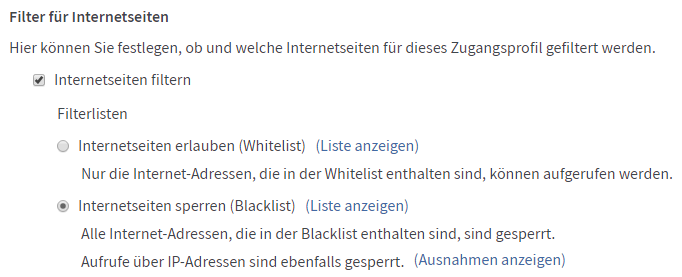 Filter für Internetseiten
Hier können Sie festlegen, ob und welche Internetseiten für dieses Zugangsprofil gefiltert werden.
Internetseiten filtern
Filterlisten
Internetseiten erlauben (Whitelist) (Liste anzeigen)
Nur die Internet-Adressen, die in der Whitelist enthalten sind, können aufgerufen werden.
Internetseiten sperren (Blacklist) (Liste anzeigen)
Alle Internet-Adressen, die in der Blacklist enthalten sind, sind gesperrt.
Aufrufe über IP-Adressen sind ebenfalls gesperrt. (Ausnahmen anzeigen)